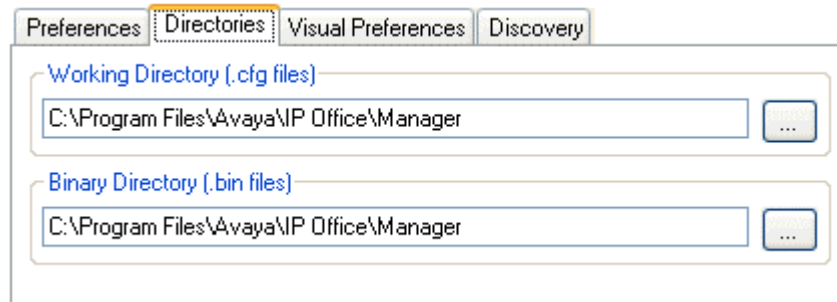 Preferences Directories Visual Preferences Discovery
Working Directory (.cfg files)
C:\Program Files\Avaya\IP Office\Manager
...
Binary Directory (.bin files)
C:\Program Files\Avaya\IP Office\Manager
...